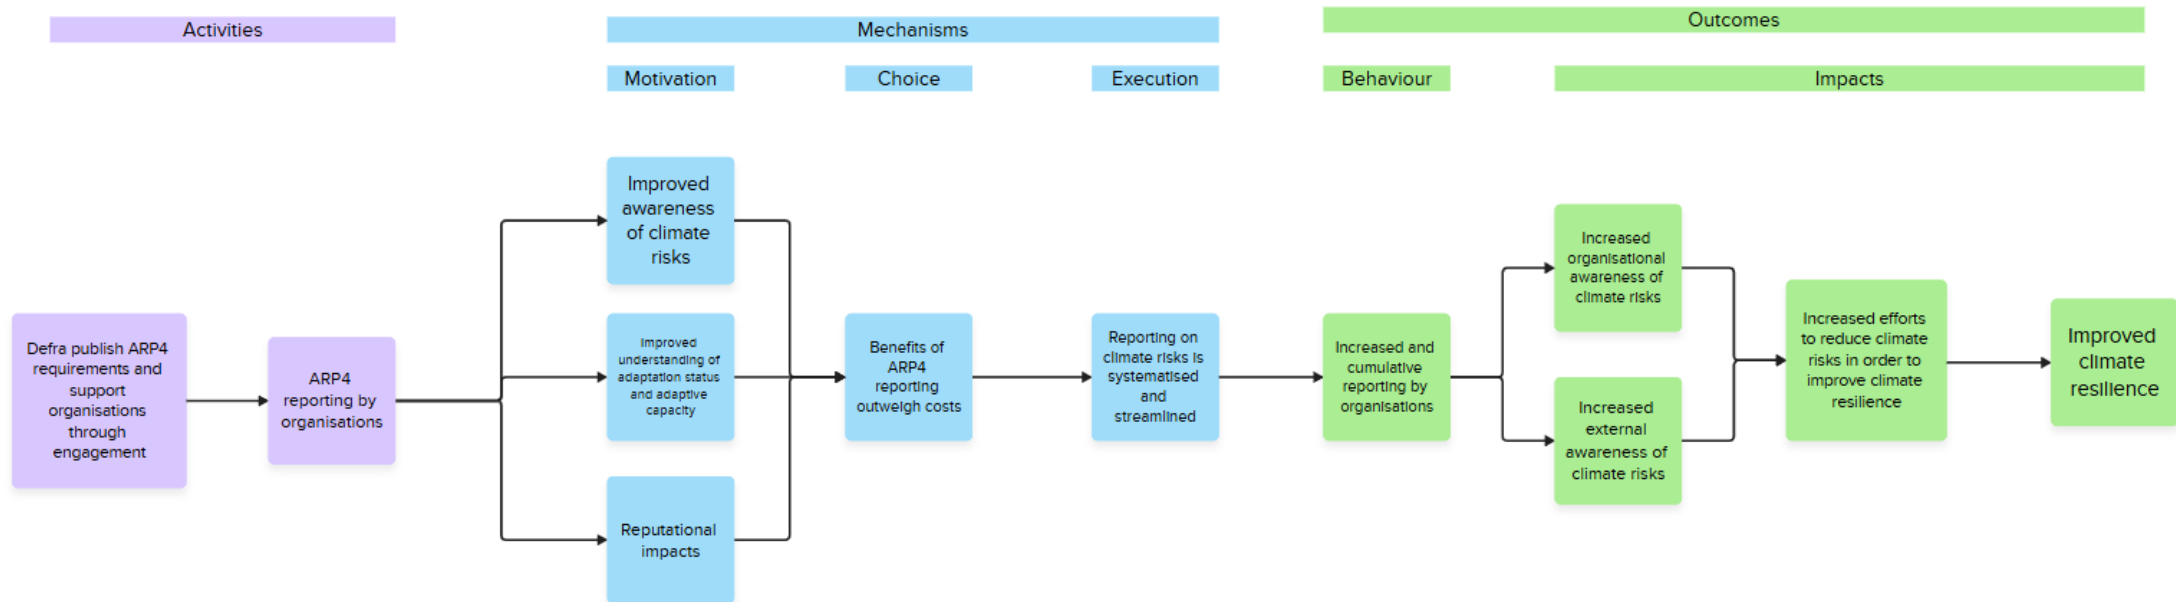 Activities
Mechanisms
Outcomes
Motivation
Choice
Execution
Behaviour
Impacts
Defra publish ARP4
requirements and
support
organisations
through
engagement
ARP4
reporting by
organisations
Improved
awareness
of climate
risks
Improved
understanding of
adaptation status
and adaptive
capacity
Reputational
impacts
Benefits of
ARP4
reporting
outweigh costs
Reporting on
climate risks is
systematised
and
streamlined
Increased and
cumulative
reporting by
organisations
Increased
organisational
awareness of
climate risks
Increased
external
awareness of
climate risks
Increased efforts
to reduce climate
risks in order to
improve climate
resilience
Improved
climate
resilience